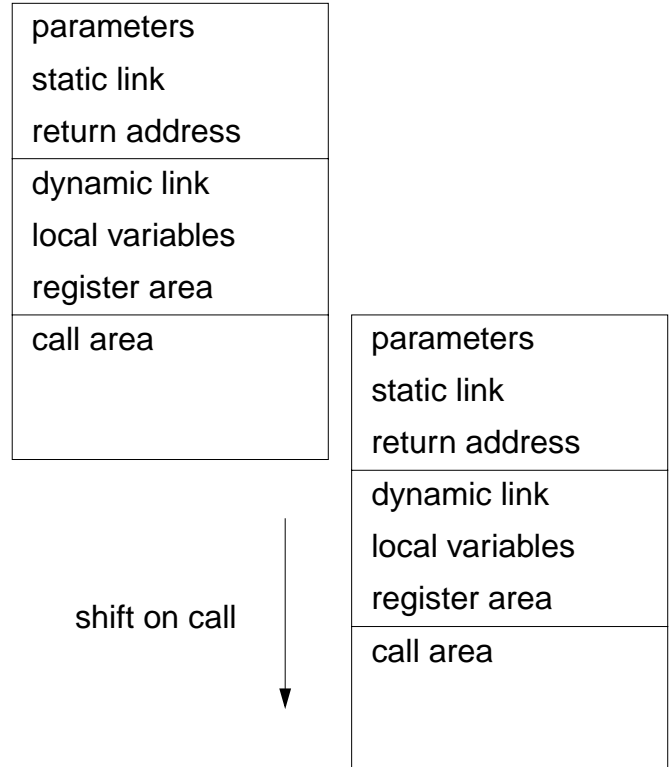 parameters
static link
return address
dynamic link
local variables
register area
call area
parameters
static link
return address
dynamic link
local variables
register area
call area
shift on call